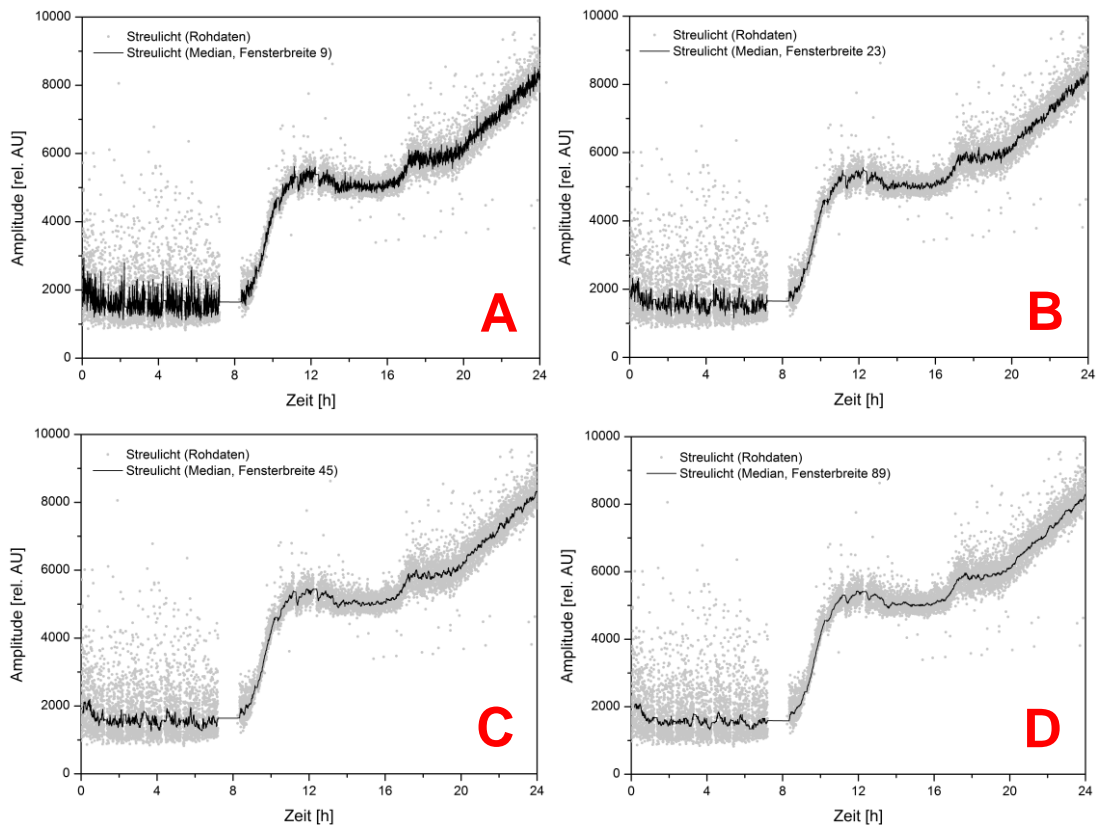 Streulicht (Rohdaten)
Streulicht (Median, Fensterbreite 9)
Amplitude [rel. AU]
10000
8000
6000
4000
2000
0
0 4 8 12 16 20 24
Zeit [h]
A
Streulicht (Rohdaten)
Streulicht (Median, Fensterbreite 23)
Amplitude [rel. AU]
10000
8000
6000
4000
2000
0
0 4 8 12 16 20 24
Zeit [h]
B
Streulicht (Rohdaten)
Streulicht (Median, Fensterbreite 45)
Amplitude [rel. AU]
10000
8000
6000
4000
2000
0
0 4 8 12 16 20 24
Zeit [h]
C
Streulicht (Rohdaten)
Streulicht (Median, Fensterbreite 89)
Amplitude [rel. AU]
10000
8000
6000
4000
2000
0
0 4 8 12 16 20 24
Zeit [h]
D